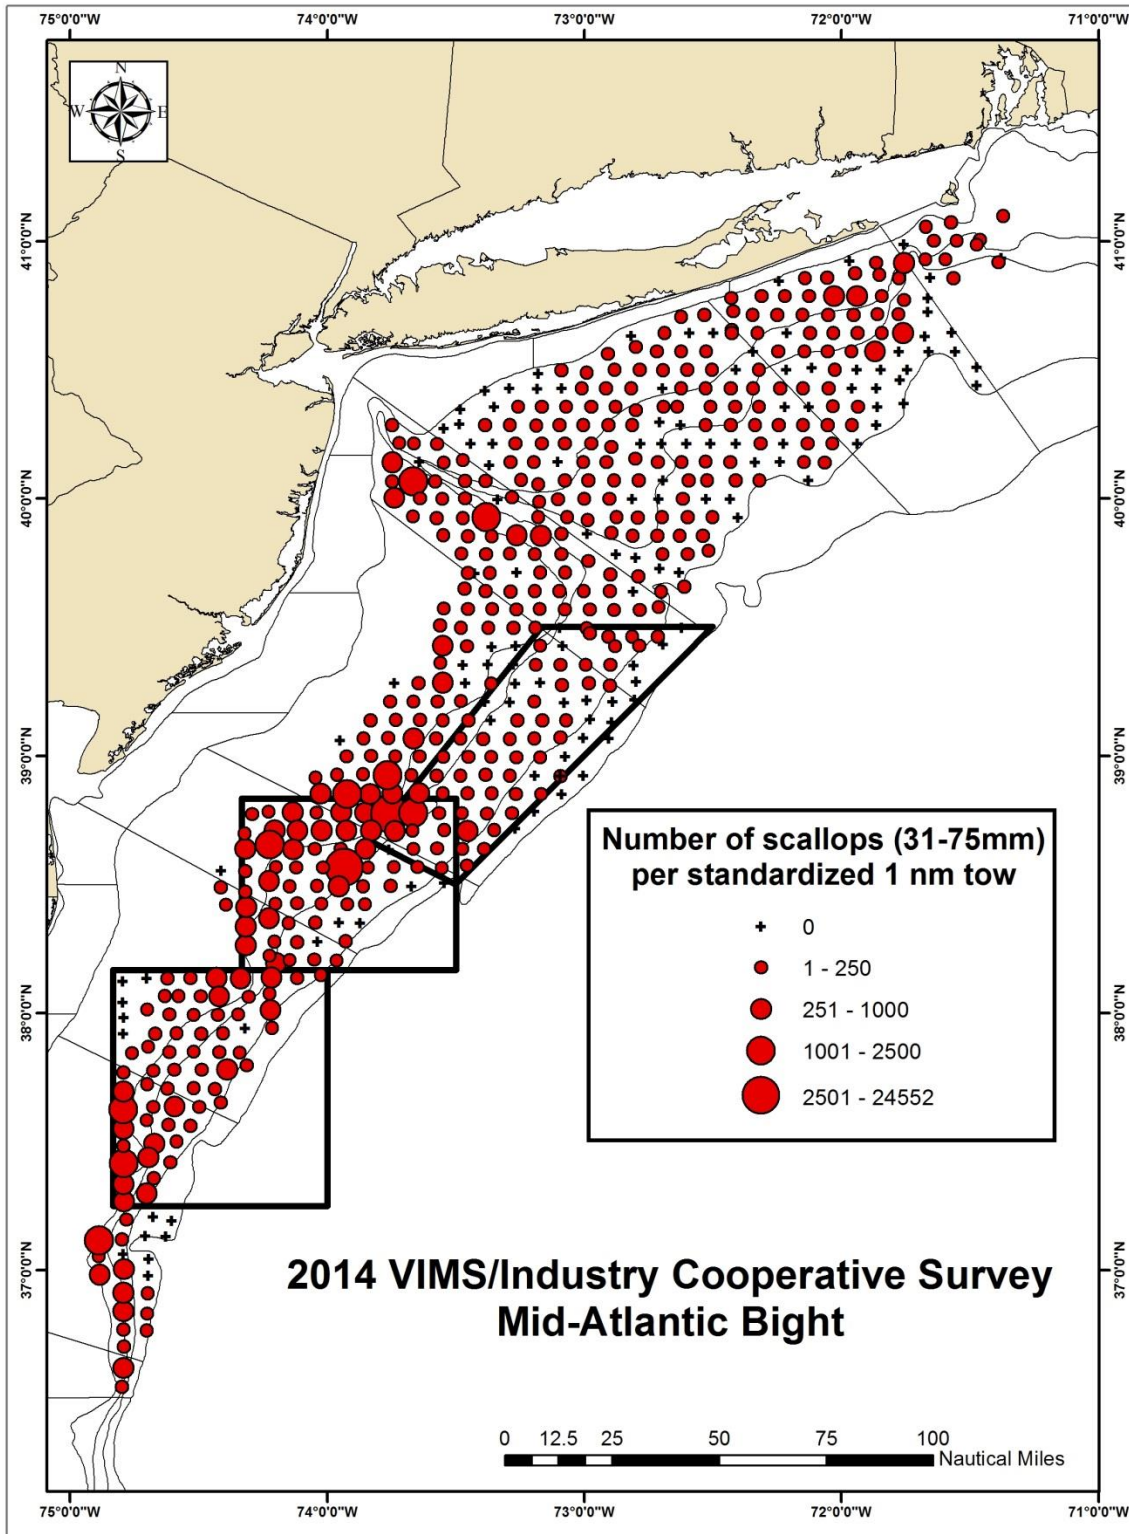 75°0'0"W 74°0'0"W 73°0'0"W 72°0'0"W 71°0'0"W
N
W E
S
41°0'0"N 41°0'0"N
40°0'0"N 40°0'0"N
39°0'0"N 39°0'0"N
Number of scallops (31-75mm)
per standardized 1 nm tow
0
1 - 250
251 - 1000
1001 - 2500
2501 - 24552
38°0'0"N 38°0'0"N
37°0'0"N 37°0'0"N
2014 VIMS/Industry Cooperative Survey
Mid-Atlantic Bight
0 12.5 25 50 75 100
Nautical Miles
75°0'0"W 74°0'0"W 73°0'0"W 72°0'0"W 71°0'0"W